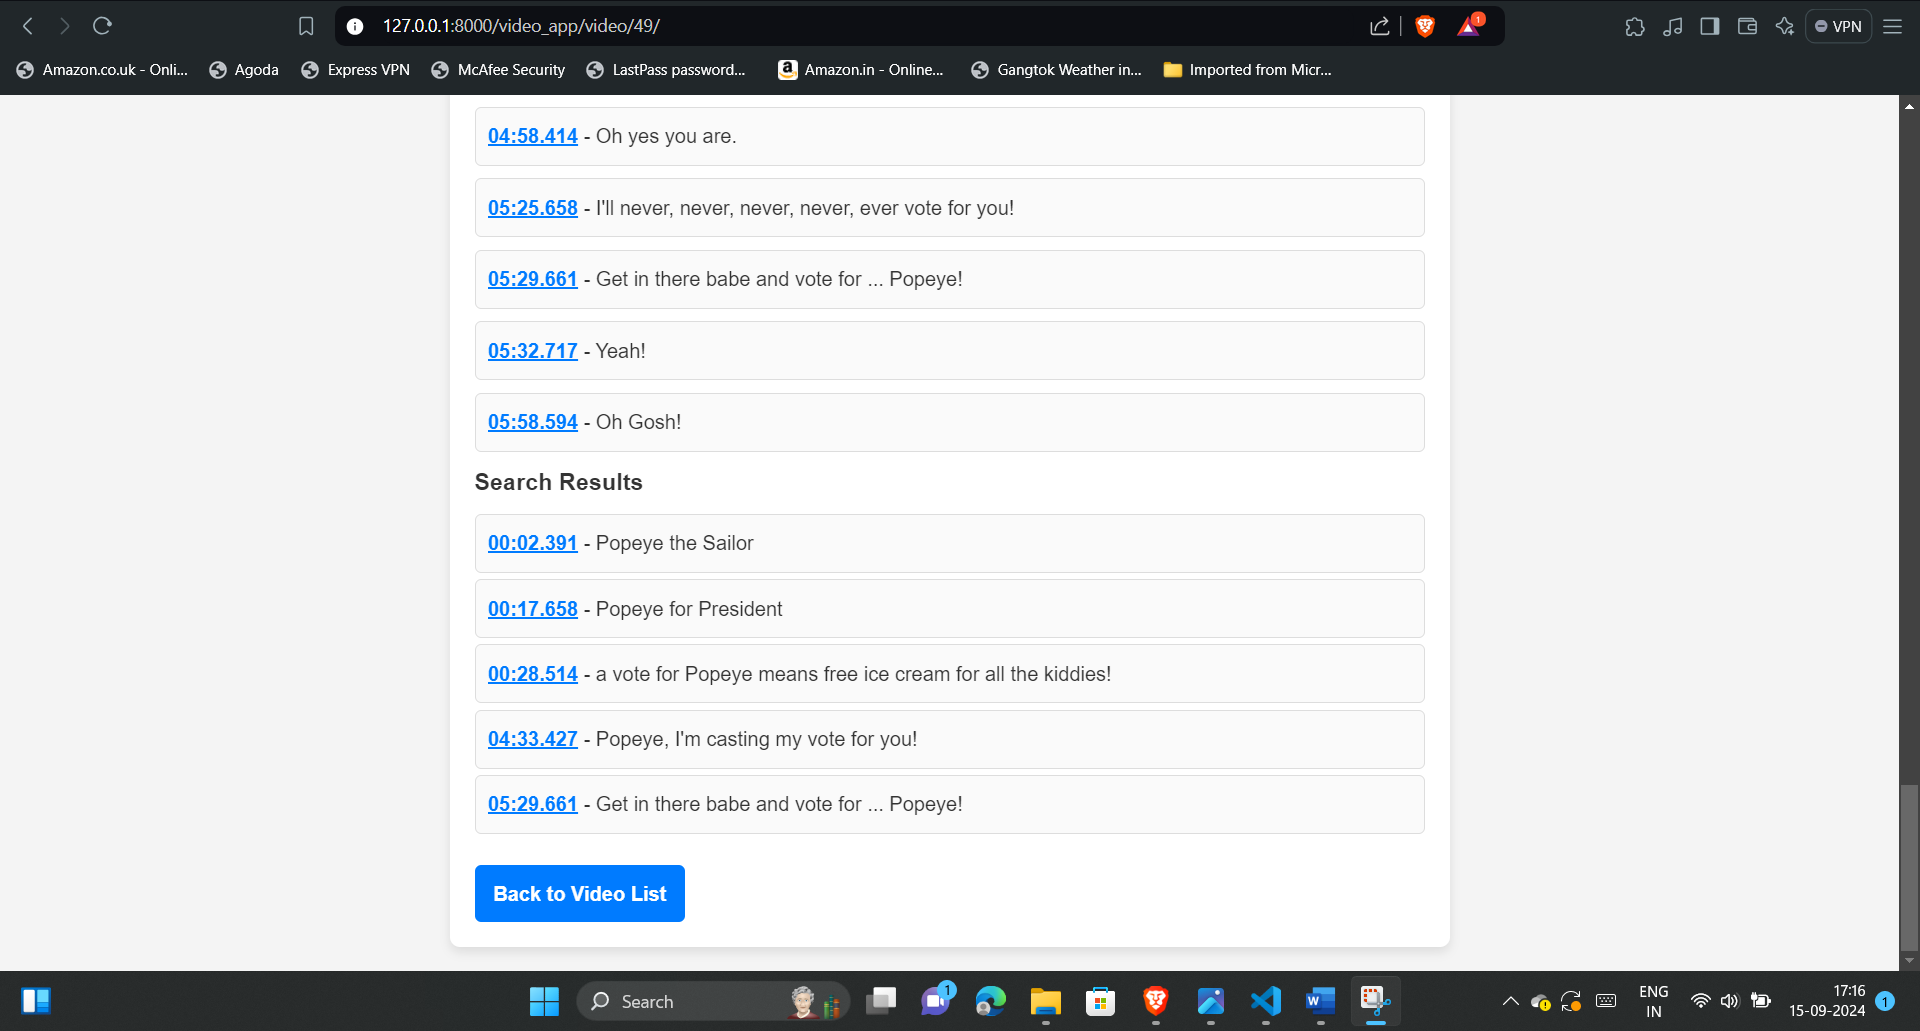 127.0.0.1:8000/video_app/video/49/
1
VPN
Amazon.co.uk - Onli...
Agoda
Express VPN
McAfee Security
LastPass password...
Amazon.in - Online...
Gangtok Weather in...
Imported from Micr...
04:58.414 - Oh yes you are.
05:25.658 - I'll never, never, never, never, ever vote for you!
05:29.661 - Get in there babe and vote for ... Popeye!
05:32.717 - Yeah!
05:58.594 - Oh Gosh!
Search Results
00:02.391 - Popeye the Sailor
00:17.658 - Popeye for President
00:28.514 - a vote for Popeye means free ice cream for all the kiddies!
04:33.427 - Popeye, I'm casting my vote for you!
05:29.661 - Get in there babe and vote for ... Popeye!
Back to Video List
Search
1
ENG
IN
17:16
15-09-2024
1